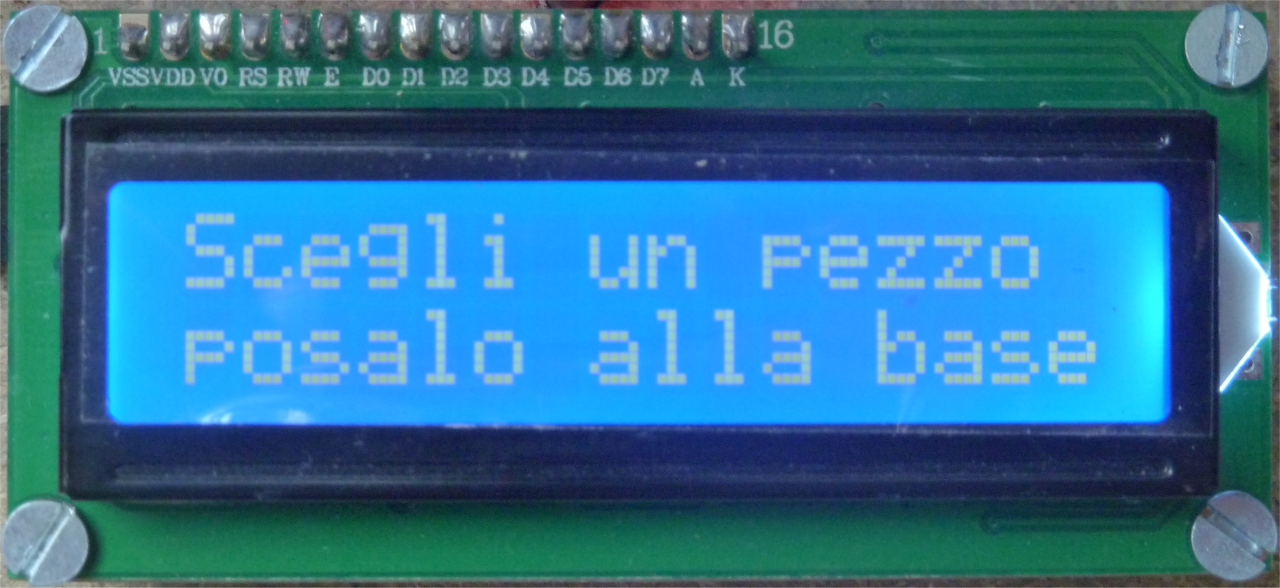 1 16
VSS VDD V0 RS RW E D0 D1 D2 D3 D4 D5 D6 D7 A K
Scegli un pezzo
posalo alla base